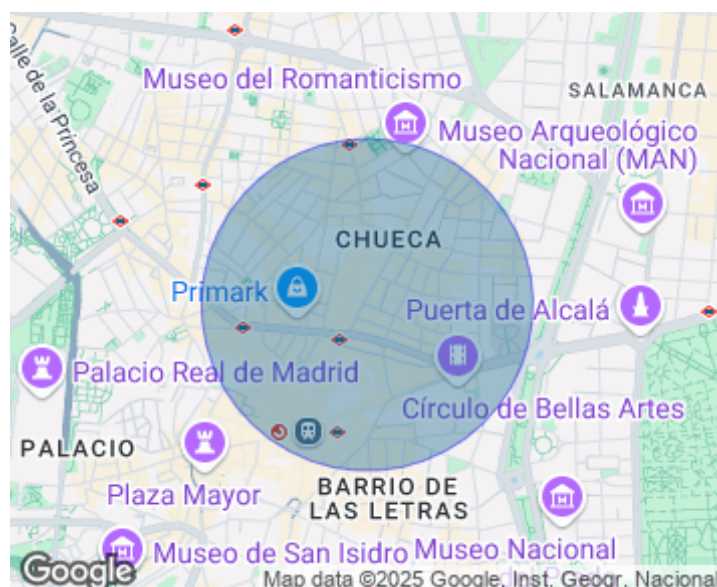 Calle de la Princesa
Museo del Romanticismo
SALAMANCA
Museo Arqueológico
Nacional (MAN)
CHUECA
Primark
Puerta de Alcalá
Palacio Real de Madrid
Círculo de Bellas Artes
PALACIO
Plaza Mayor
BARRIO DE
LAS LETRAS
Museo de San Isidro
Museo Nacional
Google
Map data ©2025 Google, Inst. Geogr. Nacional